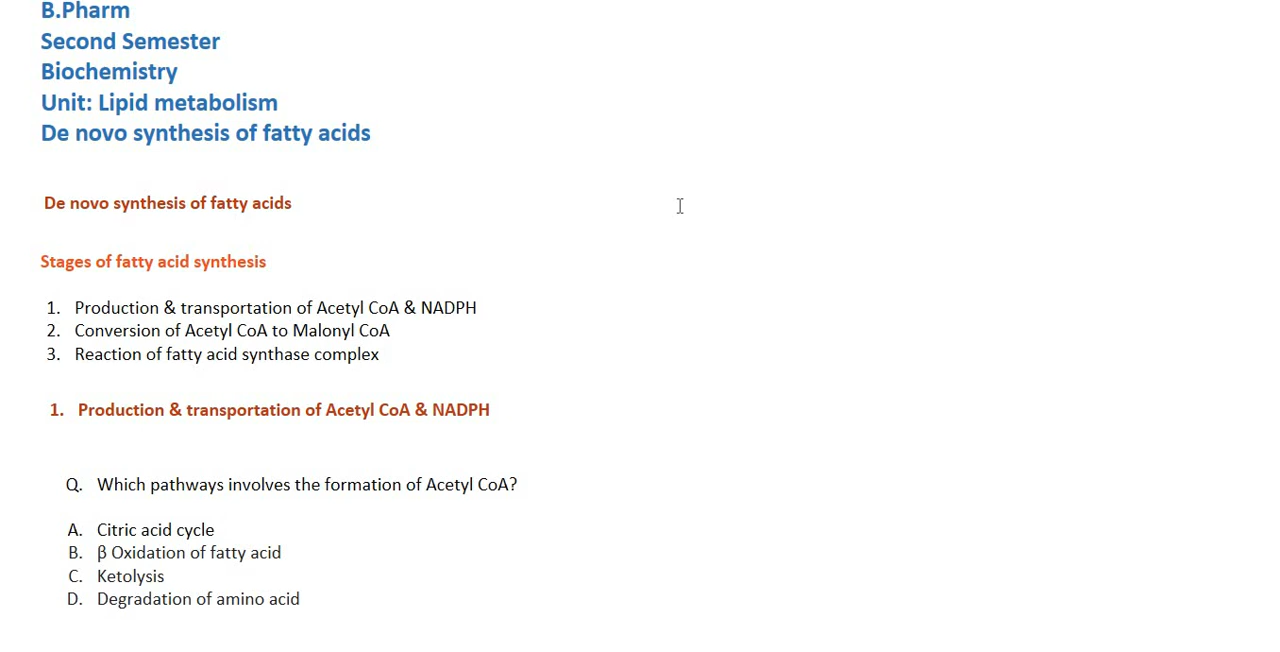 B.Pharm
Second Semester
Biochemistry
Unit: Lipid metabolism
De novo synthesis of fatty acids
De novo synthesis of fatty acids
Stages of fatty acid synthesis
1. Production & transportation of Acetyl CoA & NADPH
2. Conversion of Acetyl CoA to Malonyl CoA
3. Reaction of fatty acid synthase complex
1. Production & transportation of Acetyl CoA & NADPH
Q. Which pathways involves the formation of Acetyl CoA?
A. Citric acid cycle
B. β Oxidation of fatty acid
C. Ketolysis
D. Degradation of amino acid